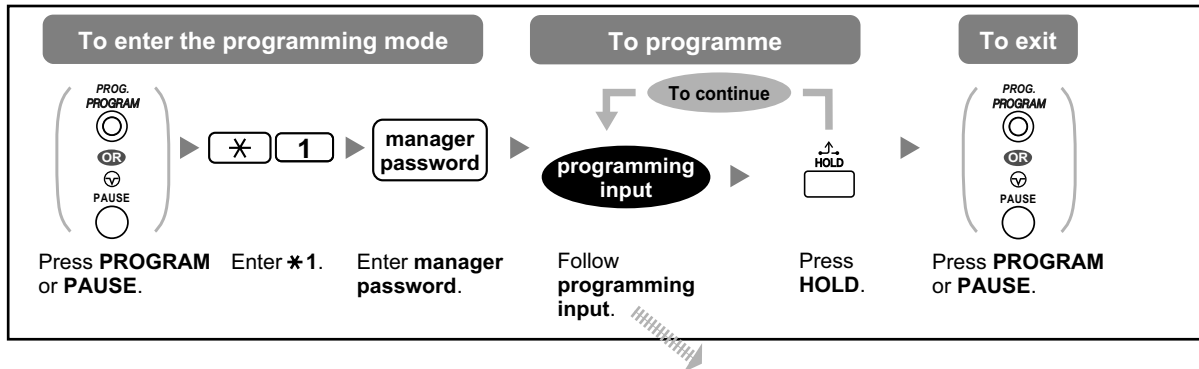 To enter the programming mode
To programme
To exit
PROG.
PROGRAM
OR
PAUSE
✳
1
manager
password
To continue
programming
input
HOLD
PROG.
PROGRAM
OR
PAUSE
Press PROGRAM
or PAUSE.
Enter ✳1.
Enter manager
password.
Follow
programming
input.
Press
HOLD.
Press PROGRAM
or PAUSE.